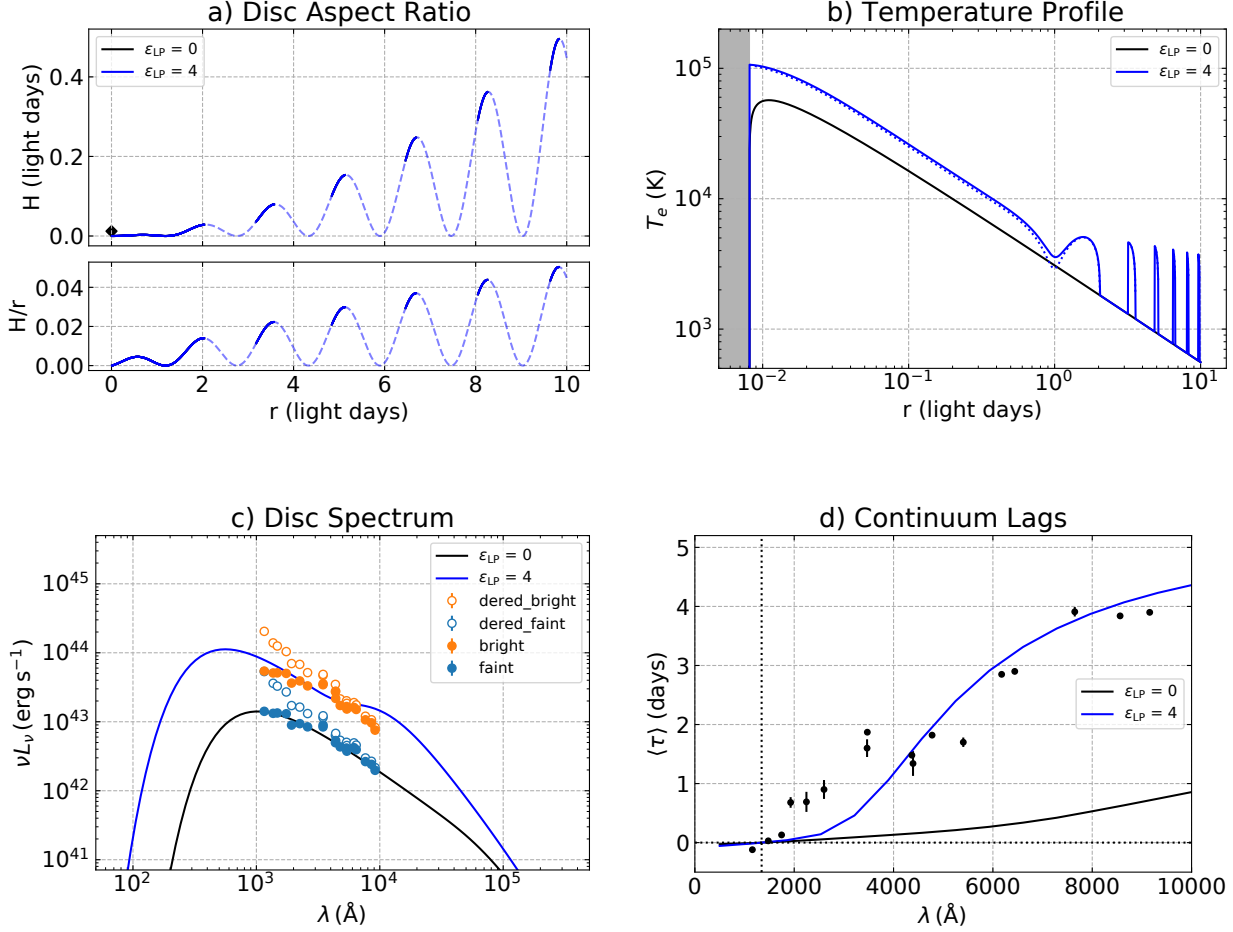 a) Disc Aspect Ratio
H (light days)
0.4
0.2
0.0
ε_LP = 0
ε_LP = 4
H/r
0.04
0.02
0.00
0 2 4 6 8 10
r (light days)
b) Temperature Profile
T_e (K)
10^5
10^4
10^3
ε_LP = 0
ε_LP = 4
10^−2 10^−1 10^0 10^1
r (light days)
c) Disc Spectrum
νL_ν (erg s^−1)
10^45
10^44
10^43
10^42
10^41
ε_LP = 0
ε_LP = 4
dered_bright
dered_faint
bright
faint
10^2 10^3 10^4 10^5
λ (Å)
d) Continuum Lags
⟨τ⟩ (days)
5
4
3
2
1
0
ε_LP = 0
ε_LP = 4
0 2000 4000 6000 8000 10000
λ (Å)